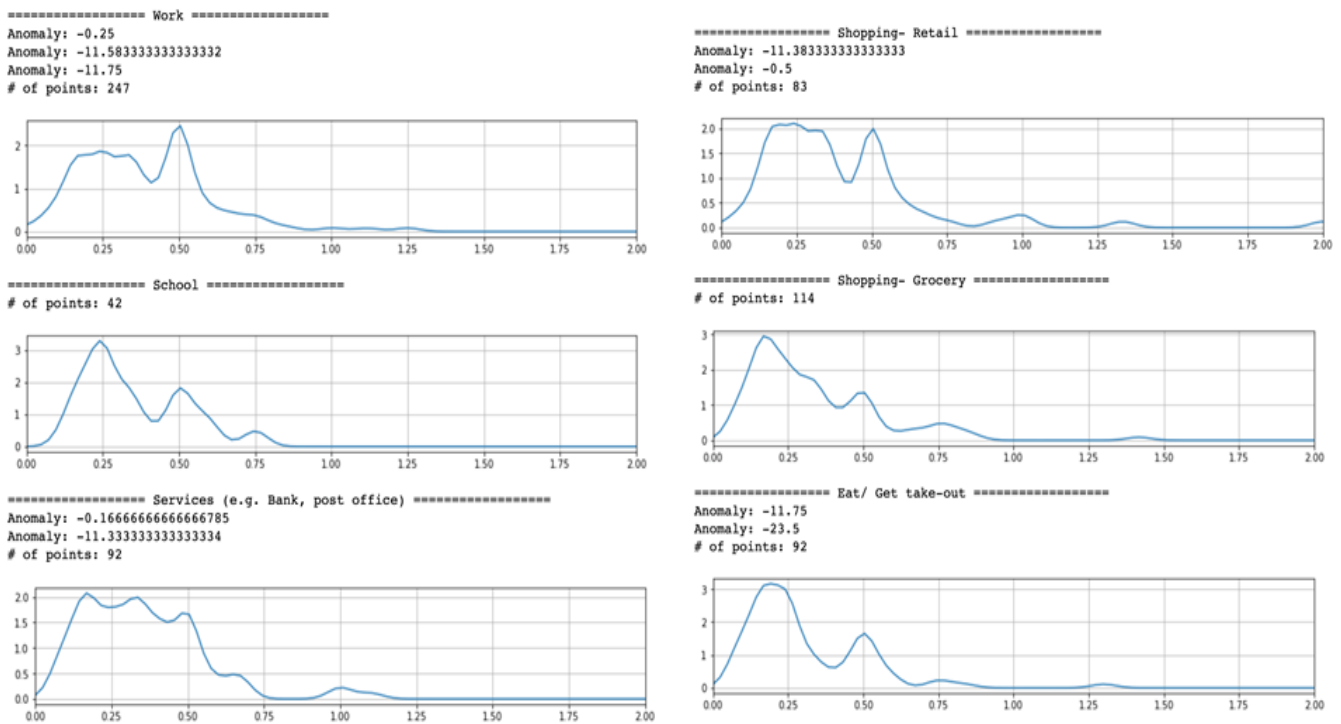 ================== Work ==================
Anomaly: -0.25
Anomaly: -11.583333333333332
Anomaly: -11.75
# of points: 247
2
1
0
0.00 0.25 0.50 0.75 1.00 1.25 1.50 1.75 2.00
================== School ==================
# of points: 42
3
2
1
0
0.00 0.25 0.50 0.75 1.00 1.25 1.50 1.75 2.00
================== Services (e.g. Bank, post office) ==================
Anomaly: -0.16666666666666785
Anomaly: -11.333333333333334
# of points: 92
2.0
1.5
1.0
0.5
0.0
0.00 0.25 0.50 0.75 1.00 1.25 1.50 1.75 2.00
================== Shopping- Retail ==================
Anomaly: -11.383333333333333
Anomaly: -0.5
# of points: 83
2.0
1.5
1.0
0.5
0.0
0.00 0.25 0.50 0.75 1.00 1.25 1.50 1.75 2.00
================== Shopping- Grocery ==================
# of points: 114
3
2
1
0
0.00 0.25 0.50 0.75 1.00 1.25 1.50 1.75 2.00
================== Eat/ Get take-out ==================
Anomaly: -11.75
Anomaly: -23.5
# of points: 92
3
2
1
0
0.00 0.25 0.50 0.75 1.00 1.25 1.50 1.75 2.00